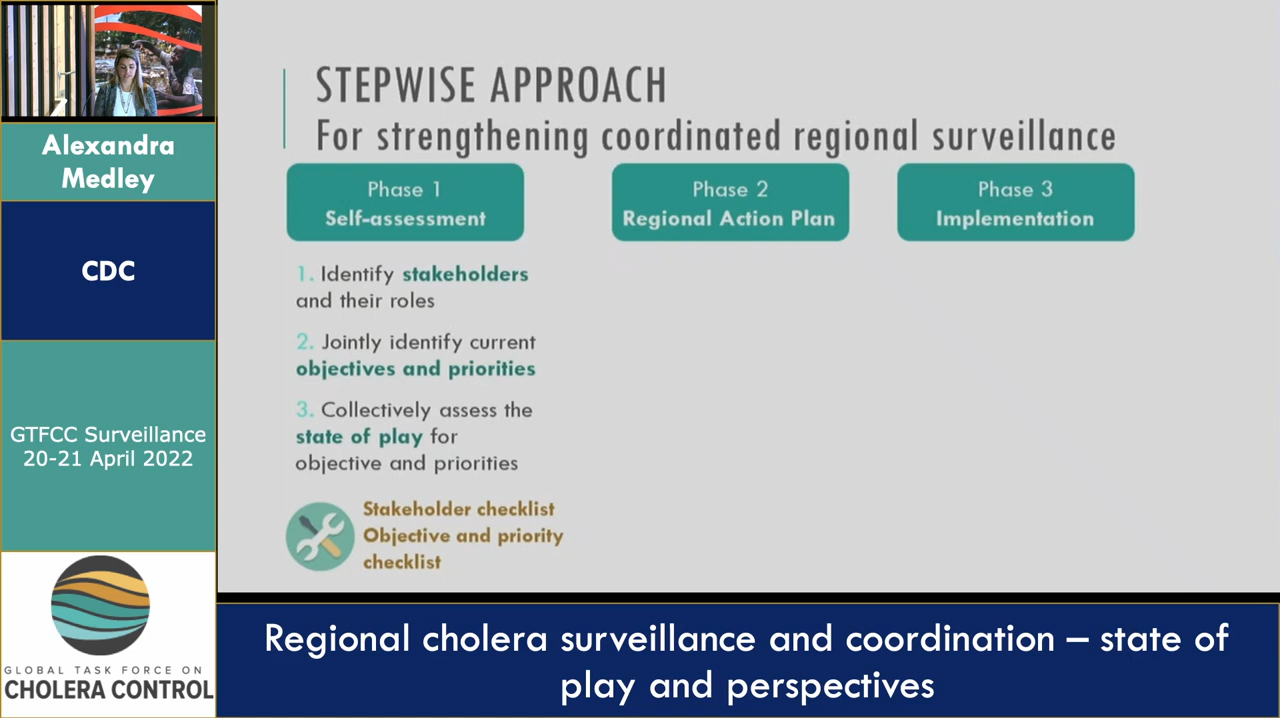 Alexandra
Medley
CDC
GTFCC Surveillance
20-21 April 2022
GLOBAL TASK FORCE ON
CHOLERA CONTROL
STEPWISE APPROACH
For strengthening coordinated regional surveillance
Phase 1
Self-assessment
1. Identify stakeholders
and their roles
2. Jointly identify current
objectives and priorities
3. Collectively assess the
state of play for
objective and priorities
Stakeholder checklist
Objective and priority
checklist
Phase 2
Regional Action Plan
Phase 3
Implementation
Regional cholera surveillance and coordination – state of
play and perspectives